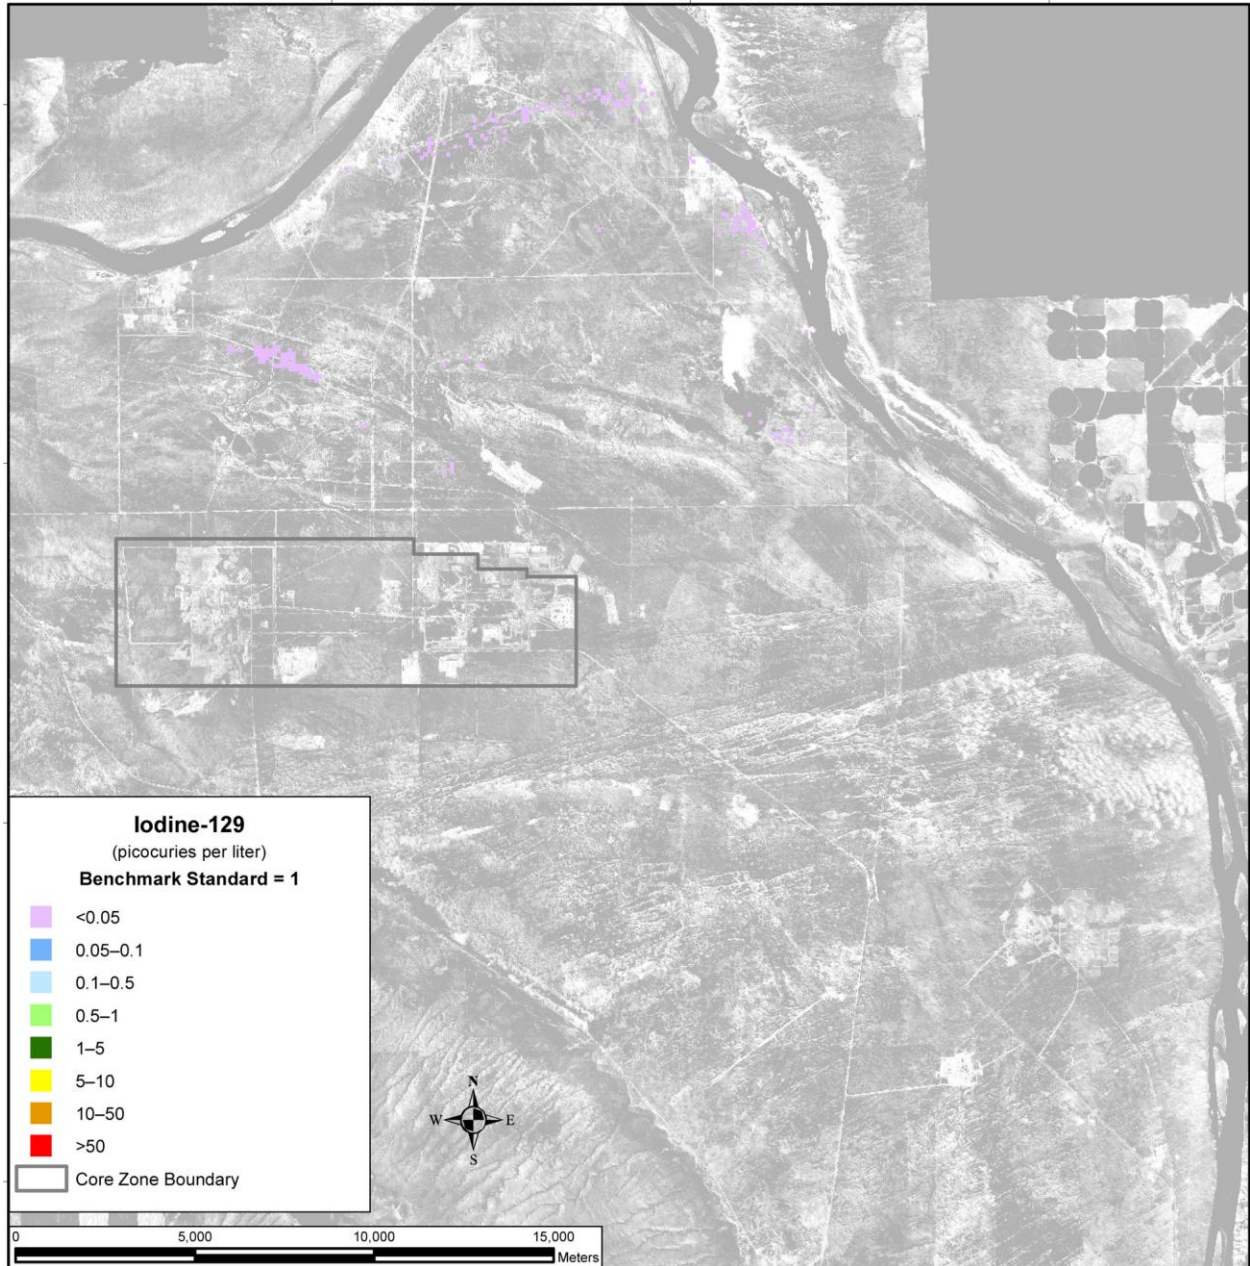 Iodine-129
(picocuries per liter)
Benchmark Standard = 1
<0.05
0.05–0.1
0.1–0.5
0.5–1
1–5
5–10
10–50
>50
Core Zone Boundary
N
W E
S
0 5,000 10,000 15,000
Meters